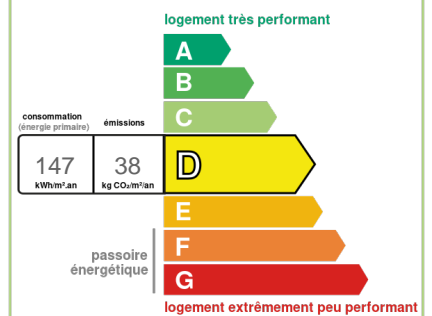 logement très performant
A
B
C
consommation
(énergie primaire)
émissions
147
kWh/m².an
38
kg CO₂/m²/an
D
E
F
G
passoire
énergétique
logement extrêmement peu performant